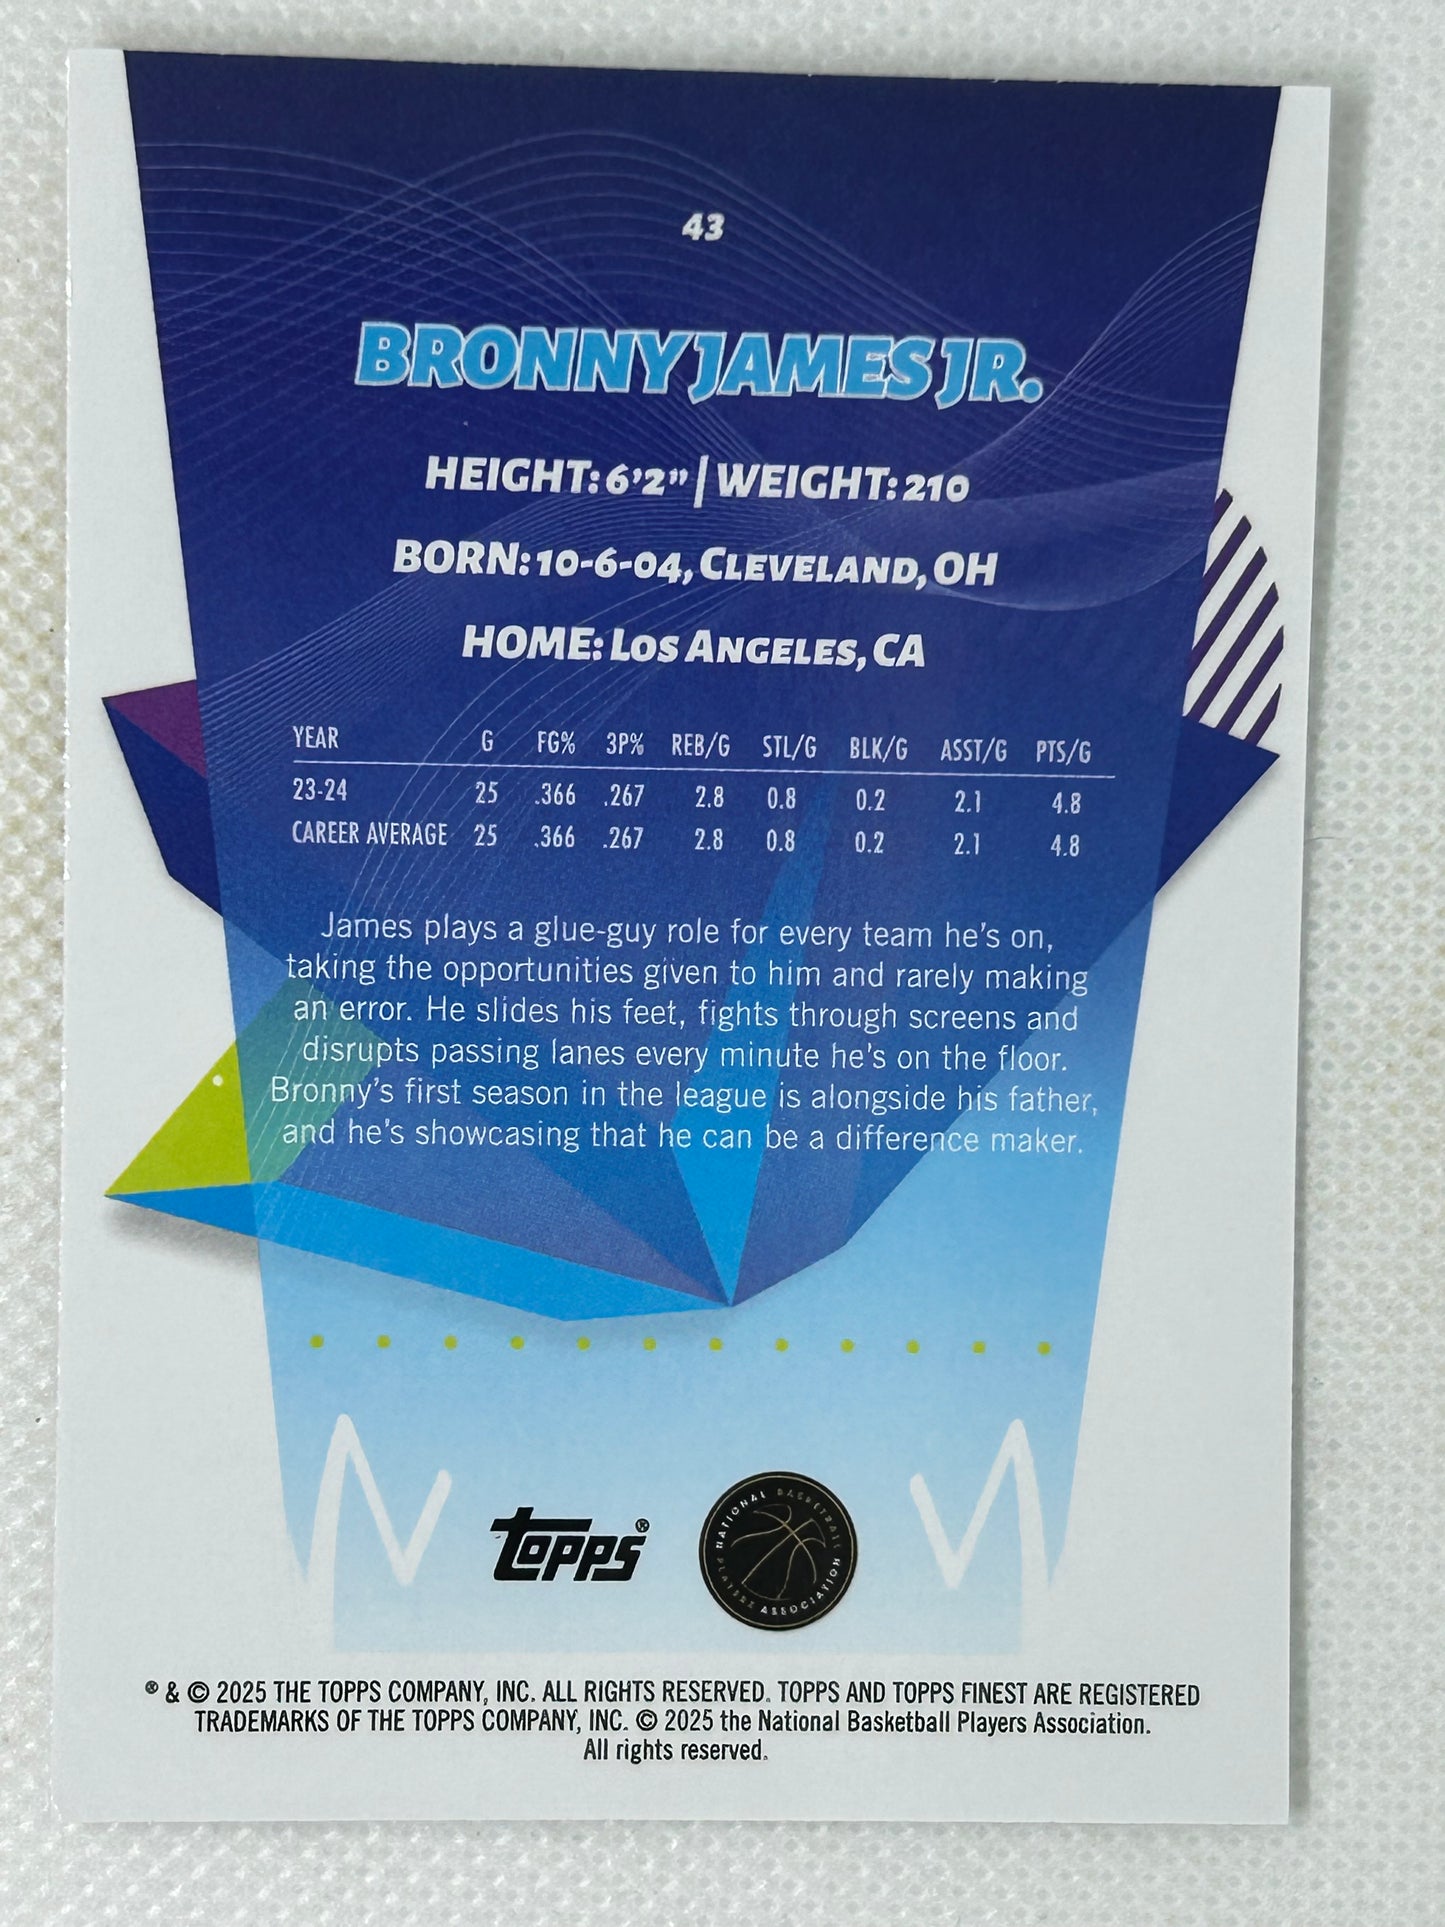 43
BRONNY JAMES JR.
HEIGHT: 6'2" | WEIGHT: 210
BORN: 10-6-04, CLEVELAND, OH
HOME: LOS ANGELES, CA
YEAR G FG% 3P% REB/G STL/G BLK/G ASST/G PTS/G
23-24 25 .366 .267 2.8 0.8 0.2 2.1 4.8
CAREER AVERAGE 25 .366 .267 2.8 0.8 0.2 2.1 4.8
James plays a glue-guy role for every team he's on,
taking the opportunities given to him and rarely making
an error. He slides his feet, fights through screens and
disrupts passing lanes every minute he's on the floor.
Bronny's first season in the league is alongside his father,
and he's showcasing that he can be a difference maker.
TOPPS®
NATIONAL BASKETBALL PLAYERS ASSOCIATION
® & © 2025 THE TOPPS COMPANY, INC. ALL RIGHTS RESERVED. TOPPS AND TOPPS FINEST ARE REGISTERED
TRADEMARKS OF THE TOPPS COMPANY, INC. © 2025 the National Basketball Players Association.
All rights reserved.